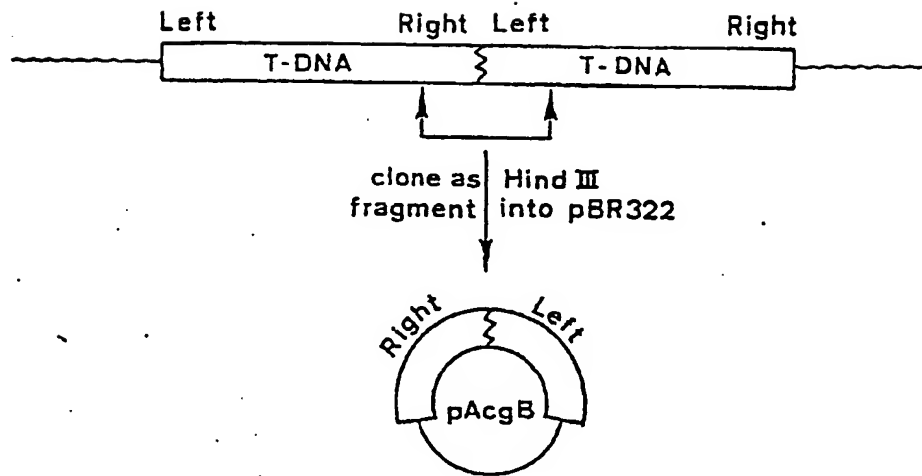 Left Right Left Right
T-DNA T-DNA
clone as Hind III
fragment into pBR322
Right Left
pAcgB